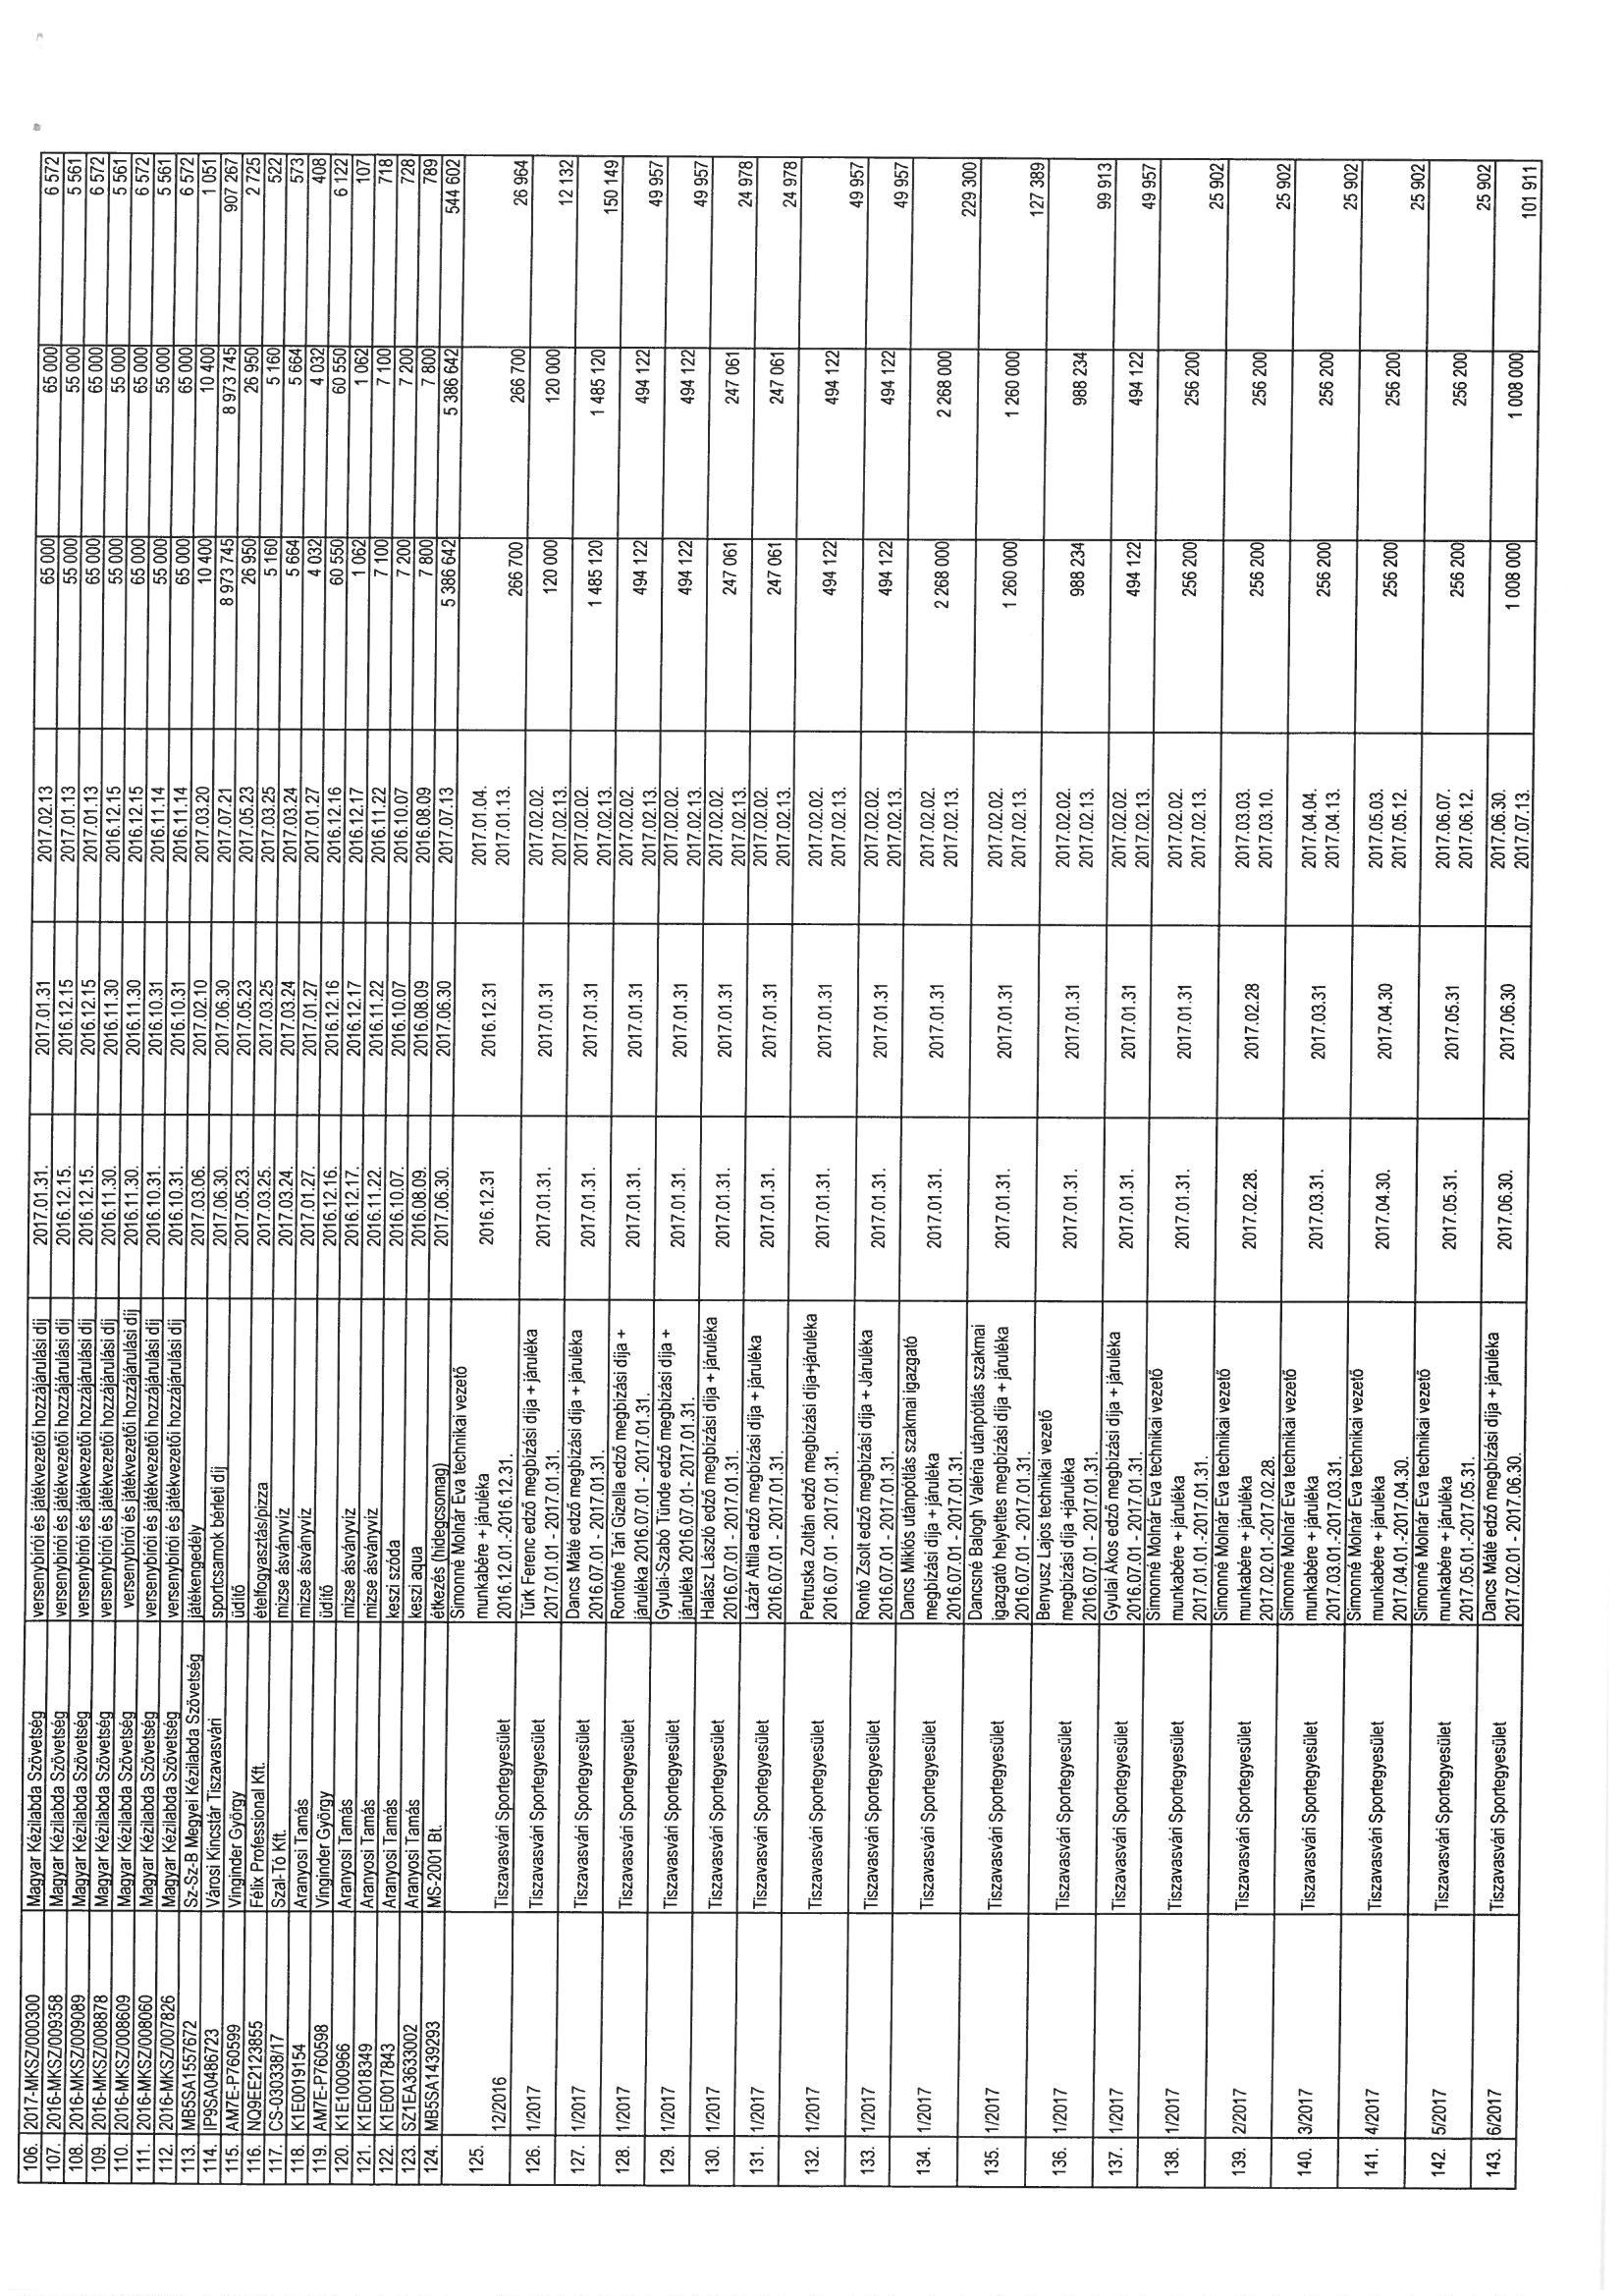 106. 2017-MKSZ/000300 Magyar Kézilabda Szövetség versenybírói és játékvezetői hozzájárulási díj 2017.01.31. 2017.01.31 2017.02.13 65 000 65 000 6 572
107. 2016-MKSZ/009358 Magyar Kézilabda Szövetség versenybírói és játékvezetői hozzájárulási díj 2016.12.15. 2016.12.15 2017.01.13 55 000 55 000 5 561
108. 2016-MKSZ/009089 Magyar Kézilabda Szövetség versenybírói és játékvezetői hozzájárulási díj 2016.12.15. 2016.12.15 2017.01.13 65 000 65 000 6 572
109. 2016-MKSZ/008878 Magyar Kézilabda Szövetség versenybírói és játékvezetői hozzájárulási díj 2016.11.30. 2016.11.30 2016.12.15 55 000 55 000 5 561
110. 2016-MKSZ/008609 Magyar Kézilabda Szövetség versenybírói és játékvezetői hozzájárulási díj 2016.11.30. 2016.11.30 2016.12.15 65 000 65 000 6 572
111. 2016-MKSZ/008060 Magyar Kézilabda Szövetség versenybírói és játékvezetői hozzájárulási díj 2016.10.31. 2016.10.31 2016.11.14 55 000 55 000 5 561
112. 2016-MKSZ/007826 Magyar Kézilabda Szövetség versenybírói és játékvezetői hozzájárulási díj 2016.10.31. 2016.10.31 2016.11.14 65 000 65 000 6 572
113. MB5SA1557672 Sz-Sz-B Megyei Kézilabda Szövetség játékengedély 2017.03.06. 2017.02.10 2017.03.20 10 400 10 400 1 051
114. IP9SA0486723 Városi Kincstár Tiszavasvári sportcsarnok bérleti díj 2017.06.30. 2017.06.30 2017.07.21 8 973 745 8 973 745 907 267
115. AM7E-P760599 Vinginder György üdítő 2017.05.23. 2017.05.23 2017.05.23 26 950 26 950 2 725
116. NQ9EE2123855 Félix Professional Kft. ételfogyasztás/pizza 2017.03.25. 2017.03.25 2017.03.25 5 160 5 160 522
117. CS-030338/17 Szal-Tó Kft. mizse ásványvíz 2017.03.24. 2017.03.24 2017.03.24 5 664 5 664 573
118. K1E0019154 Aranyosi Tamás mizse ásványvíz 2017.01.27. 2017.01.27 2017.01.27 4 032 4 032 408
119. AM7E-P760598 Vinginder György üdítő 2016.12.16. 2016.12.16 2016.12.16 60 550 60 550 6 122
120. K1E1000966 Aranyosi Tamás mizse ásványvíz 2016.12.17. 2016.12.17 2016.12.17 1 062 1 062 107
121. K1E0018349 Aranyosi Tamás mizse ásványvíz 2016.11.22. 2016.11.22 2016.11.22 7 100 7 100 718
122. K1E0017843 Aranyosi Tamás keszi szóda 2016.10.07. 2016.10.07 2016.10.07 7 200 7 200 728
123. SZ1EA3633002 Aranyosi Tamás keszi aqua 2016.08.09. 2016.08.09 2016.08.09 7 800 7 800 789
124. MB5SA1439293 MS-2001 Bt. étkezés (hidegcsomag) 2017.06.30. 2017.06.30 2017.07.13 5 386 642 5 386 642 544 602
Simonné Molnár Éva technikai vezető
munkabére + járuléka 2017.01.04.
125. 12/2016 Tiszavasvári Sportegyesület 2016.12.01.-2016.12.31. 2016.12.31 2016.12.31 2017.01.13. 266 700 266 700 26 964
Türk Ferenc edző megbízási díja + járuléka 2017.02.02.
126. 1/2017 Tiszavasvári Sportegyesület 2017.01.01 - 2017.01.31. 2017.01.31. 2017.01.31 2017.02.13. 120 000 120 000 12 132
Dancs Máté edző megbízási díja + járuléka 2017.02.02.
127. 1/2017 Tiszavasvári Sportegyesület 2016.07.01 - 2017.01.31. 2017.01.31. 2017.01.31 2017.02.13. 1 485 120 1 485 120 150 149
Rontóné Tári Gizella edző megbízási díja + 2017.02.02.
128. 1/2017 Tiszavasvári Sportegyesület járuléka 2016.07.01 - 2017.01.31. 2017.01.31. 2017.01.31 2017.02.13. 494 122 494 122 49 957
Gyulai-Szabó Tünde edző megbízási díja + 2017.02.02.
129. 1/2017 Tiszavasvári Sportegyesület járuléka 2016.07.01- 2017.01.31. 2017.01.31. 2017.01.31 2017.02.13. 494 122 494 122 49 957
Halász László edző megbízási díja + járuléka 2017.02.02.
130. 1/2017 Tiszavasvári Sportegyesület 2016.07.01 - 2017.01.31. 2017.01.31. 2017.01.31 2017.02.13. 247 061 247 061 24 978
Lázár Attila edző megbízási díja + járuléka 2017.02.02.
131. 1/2017 Tiszavasvári Sportegyesület 2016.07.01 - 2017.01.31. 2017.01.31. 2017.01.31 2017.02.13. 247 061 247 061 24 978
Petruska Zoltán edző megbízási díja+járuléka 2017.02.02.
132. 1/2017 Tiszavasvári Sportegyesület 2016.07.01 - 2017.01.31. 2017.01.31. 2017.01.31 2017.02.13. 494 122 494 122 49 957
Rontó Zsolt edző megbízási díja + Járuléka 2017.02.02.
133. 1/2017 Tiszavasvári Sportegyesület 2016.07.01 - 2017.01.31. 2017.01.31. 2017.01.31 2017.02.13. 494 122 494 122 49 957
Dancs Miklós utánpótlás szakmai igazgató
megbízási díja + járuléka 2017.02.02.
134. 1/2017 Tiszavasvári Sportegyesület 2016.07.01 - 2017.01.31. 2017.01.31. 2017.01.31 2017.02.13. 2 268 000 2 268 000 229 300
Dancsné Balogh Valéria utánpótlás szakmai
igazgató helyettes megbízási díja + járuléka 2017.02.02.
135. 1/2017 Tiszavasvári Sportegyesület 2016.07.01 - 2017.01.31. 2017.01.31. 2017.01.31 2017.02.13. 1 260 000 1 260 000 127 389
Benyusz Lajos technikai vezető
megbízási díja +járuléka 2017.02.02.
136. 1/2017 Tiszavasvári Sportegyesület 2016.07.01 - 2017.01.31. 2017.01.31. 2017.01.31 2017.02.13. 988 234 988 234 99 913
Gyulai Ákos edző megbízási díja + járuléka 2017.02.02.
137. 1/2017 Tiszavasvári Sportegyesület 2016.07.01 - 2017.01.31. 2017.01.31. 2017.01.31 2017.02.13. 494 122 494 122 49 957
Simonné Molnár Éva technikai vezető
munkabére + járuléka 2017.02.02.
138. 1/2017 Tiszavasvári Sportegyesület 2017.01.01.-2017.01.31. 2017.01.31. 2017.01.31 2017.02.13. 256 200 256 200 25 902
Simonné Molnár Éva technikai vezető
munkabére + járuléka 2017.03.03.
139. 2/2017 Tiszavasvári Sportegyesület 2017.02.01.-2017.02.28. 2017.02.28. 2017.02.28 2017.03.10. 256 200 256 200 25 902
Simonné Molnár Éva technikai vezető
munkabére + járuléka 2017.04.04.
140. 3/2017 Tiszavasvári Sportegyesület 2017.03.01.-2017.03.31. 2017.03.31. 2017.03.31 2017.04.13. 256 200 256 200 25 902
Simonné Molnár Éva technikai vezető
munkabére + járuléka 2017.05.03.
141. 4/2017 Tiszavasvári Sportegyesület 2017.04.01.-2017.04.30. 2017.04.30. 2017.04.30 2017.05.12. 256 200 256 200 25 902
Simonné Molnár Éva technikai vezető
munkabére + járuléka 2017.06.07.
142. 5/2017 Tiszavasvári Sportegyesület 2017.05.01.-2017.05.31. 2017.05.31. 2017.05.31 2017.06.12. 256 200 256 200 25 902
Dancs Máté edző megbízási díja + járuléka 2017.06.30.
143. 6/2017 Tiszavasvári Sportegyesület 2017.02.01 - 2017.06.30. 2017.06.30. 2017.06.30 2017.07.13. 1 008 000 1 008 000 101 911